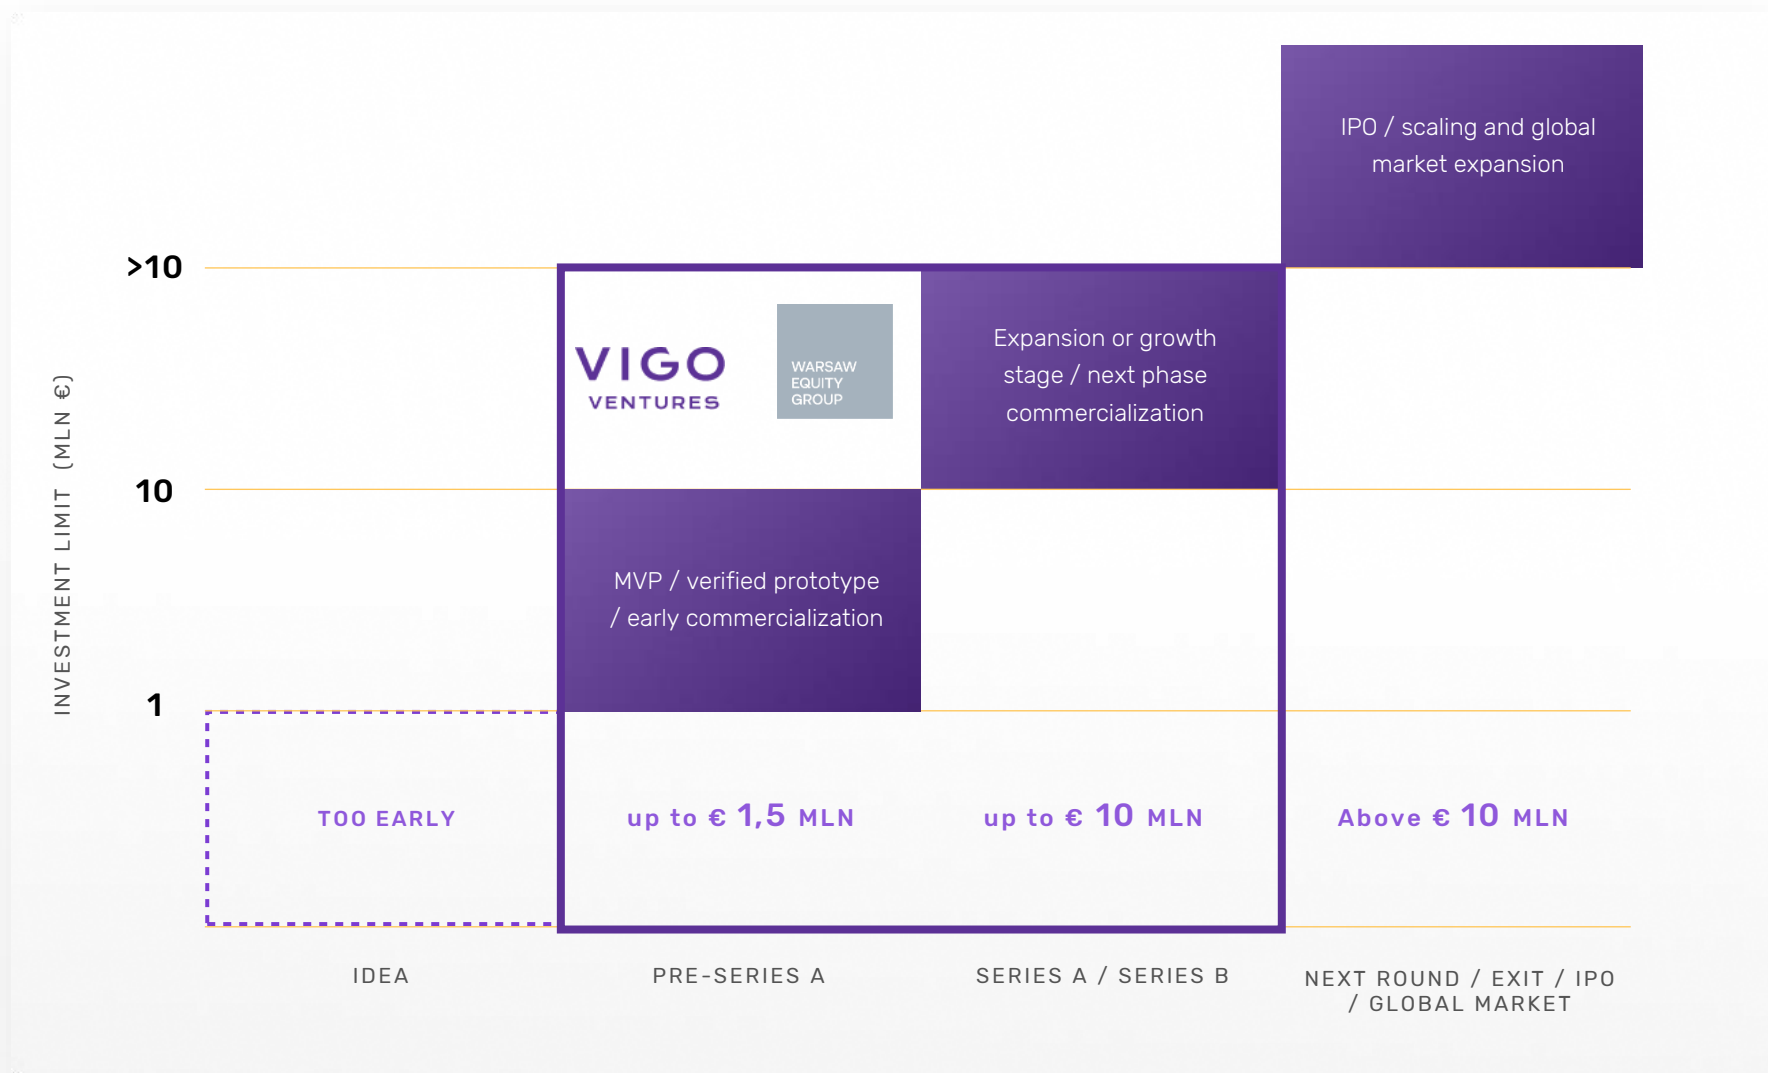 IPO / scaling and global
market expansion
>10
VIGO
VENTURES
WARSAW
EQUITY
GROUP
Expansion or growth
stage / next phase
commercialization
INVESTMENT LIMIT (MLN €)
10
MVP / verified prototype
/ early commercialization
1
TOO EARLY
up to € 1,5 MLN
up to € 10 MLN
Above € 10 MLN
IDEA
PRE-SERIES A
SERIES A / SERIES B
NEXT ROUND / EXIT / IPO
/ GLOBAL MARKET